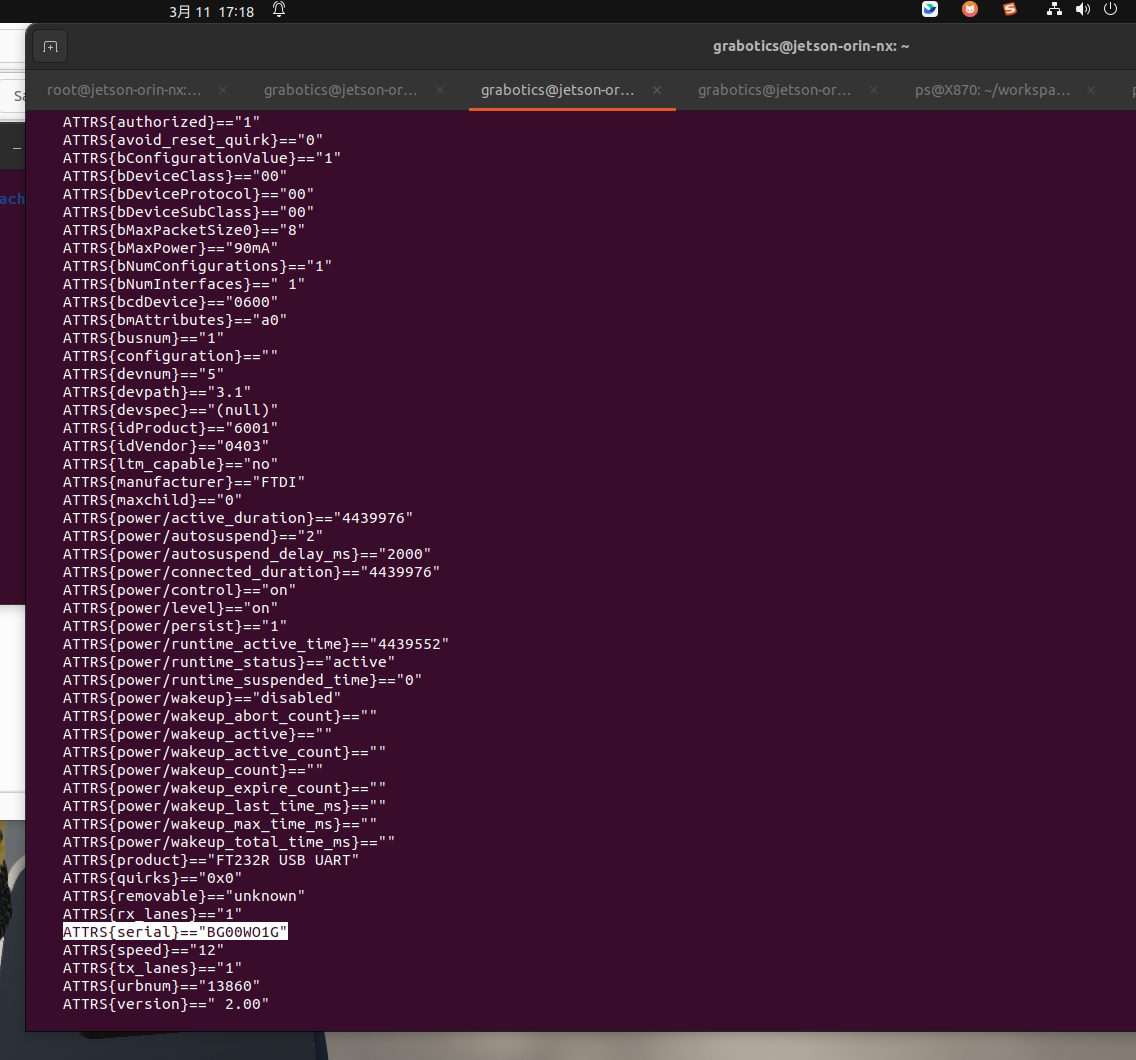 3月 11 17:18
grabotics@jetson-orin-nx: ~
root@jetson-orin-nx:... × grabotics@jetson-or... × grabotics@jetson-or... × grabotics@jetson-or... × ps@X870: ~/workspa... ×
ATTRS{authorized}=="1"
ATTRS{avoid_reset_quirk}=="0"
ATTRS{bConfigurationValue}=="1"
ATTRS{bDeviceClass}=="00"
ATTRS{bDeviceProtocol}=="00"
ATTRS{bDeviceSubClass}=="00"
ATTRS{bMaxPacketSize0}=="8"
ATTRS{bMaxPower}=="90mA"
ATTRS{bNumConfigurations}=="1"
ATTRS{bNumInterfaces}==" 1"
ATTRS{bcdDevice}=="0600"
ATTRS{bmAttributes}=="a0"
ATTRS{busnum}=="1"
ATTRS{configuration}==""
ATTRS{devnum}=="5"
ATTRS{devpath}=="3.1"
ATTRS{devspec}=="(null)"
ATTRS{idProduct}=="6001"
ATTRS{idVendor}=="0403"
ATTRS{ltm_capable}=="no"
ATTRS{manufacturer}=="FTDI"
ATTRS{maxchild}=="0"
ATTRS{power/active_duration}=="4439976"
ATTRS{power/autosuspend}=="2"
ATTRS{power/autosuspend_delay_ms}=="2000"
ATTRS{power/connected_duration}=="4439976"
ATTRS{power/control}=="on"
ATTRS{power/level}=="on"
ATTRS{power/persist}=="1"
ATTRS{power/runtime_active_time}=="4439552"
ATTRS{power/runtime_status}=="active"
ATTRS{power/runtime_suspended_time}=="0"
ATTRS{power/wakeup}=="disabled"
ATTRS{power/wakeup_abort_count}==""
ATTRS{power/wakeup_active}==""
ATTRS{power/wakeup_active_count}==""
ATTRS{power/wakeup_count}==""
ATTRS{power/wakeup_expire_count}==""
ATTRS{power/wakeup_last_time_ms}==""
ATTRS{power/wakeup_max_time_ms}==""
ATTRS{power/wakeup_total_time_ms}==""
ATTRS{product}=="FT232R USB UART"
ATTRS{quirks}=="0x0"
ATTRS{removable}=="unknown"
ATTRS{rx_lanes}=="1"
ATTRS{serial}=="BG00WO1G"
ATTRS{speed}=="12"
ATTRS{tx_lanes}=="1"
ATTRS{urbnum}=="13860"
ATTRS{version}==" 2.00"